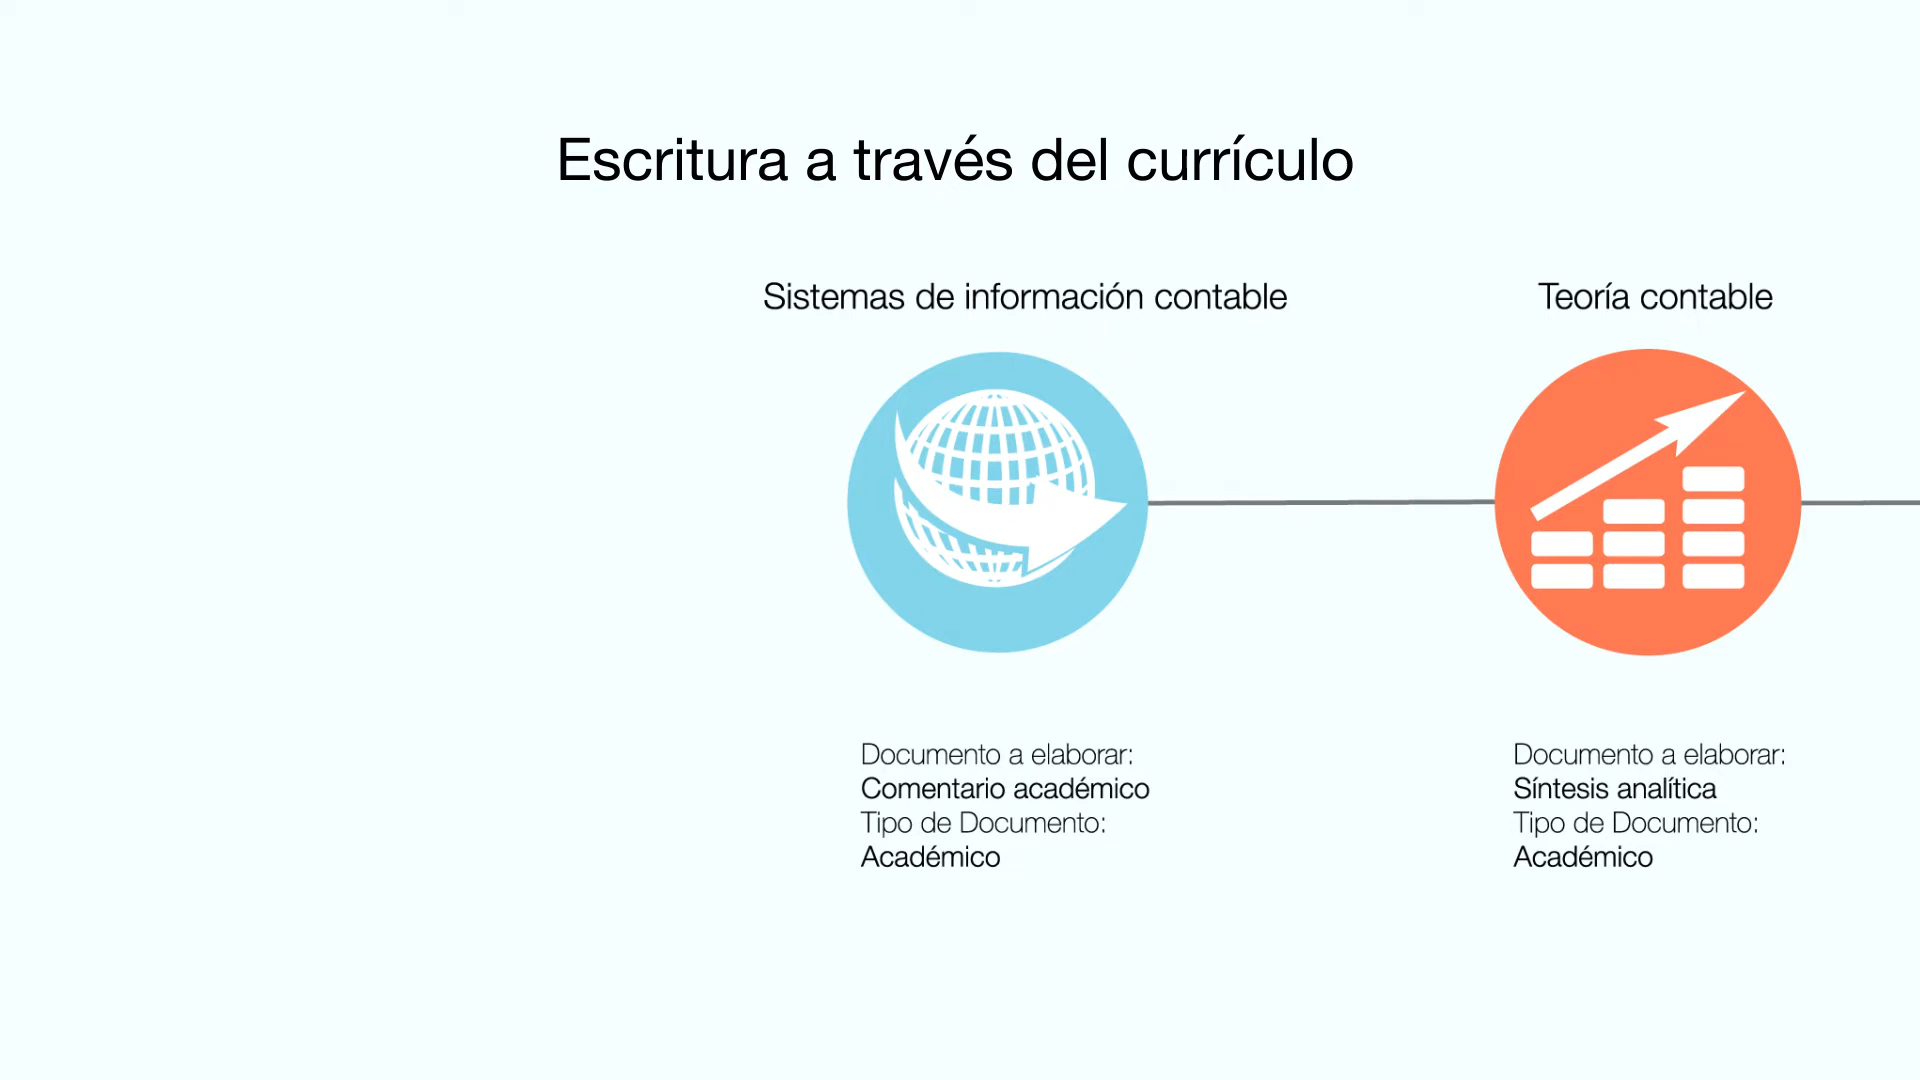 Escritura a través del currículo
Sistemas de información contable
Documento a elaborar:
Comentario académico
Tipo de Documento:
Académico
Teoría contable
Documento a elaborar:
Síntesis analítica
Tipo de Documento:
Académico